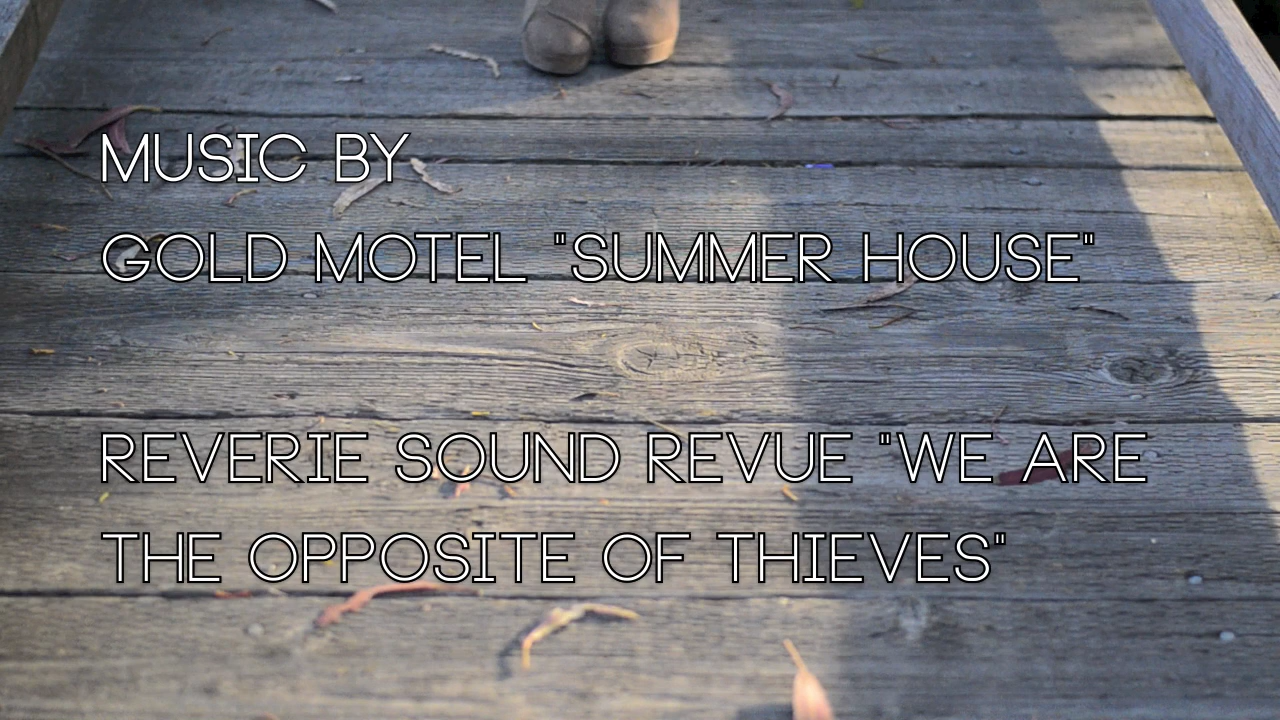 MUSIC BY
GOLD MOTEL "SUMMER HOUSE"
REVERIE SOUND REVUE "WE ARE
THE OPPOSITE OF THIEVES"